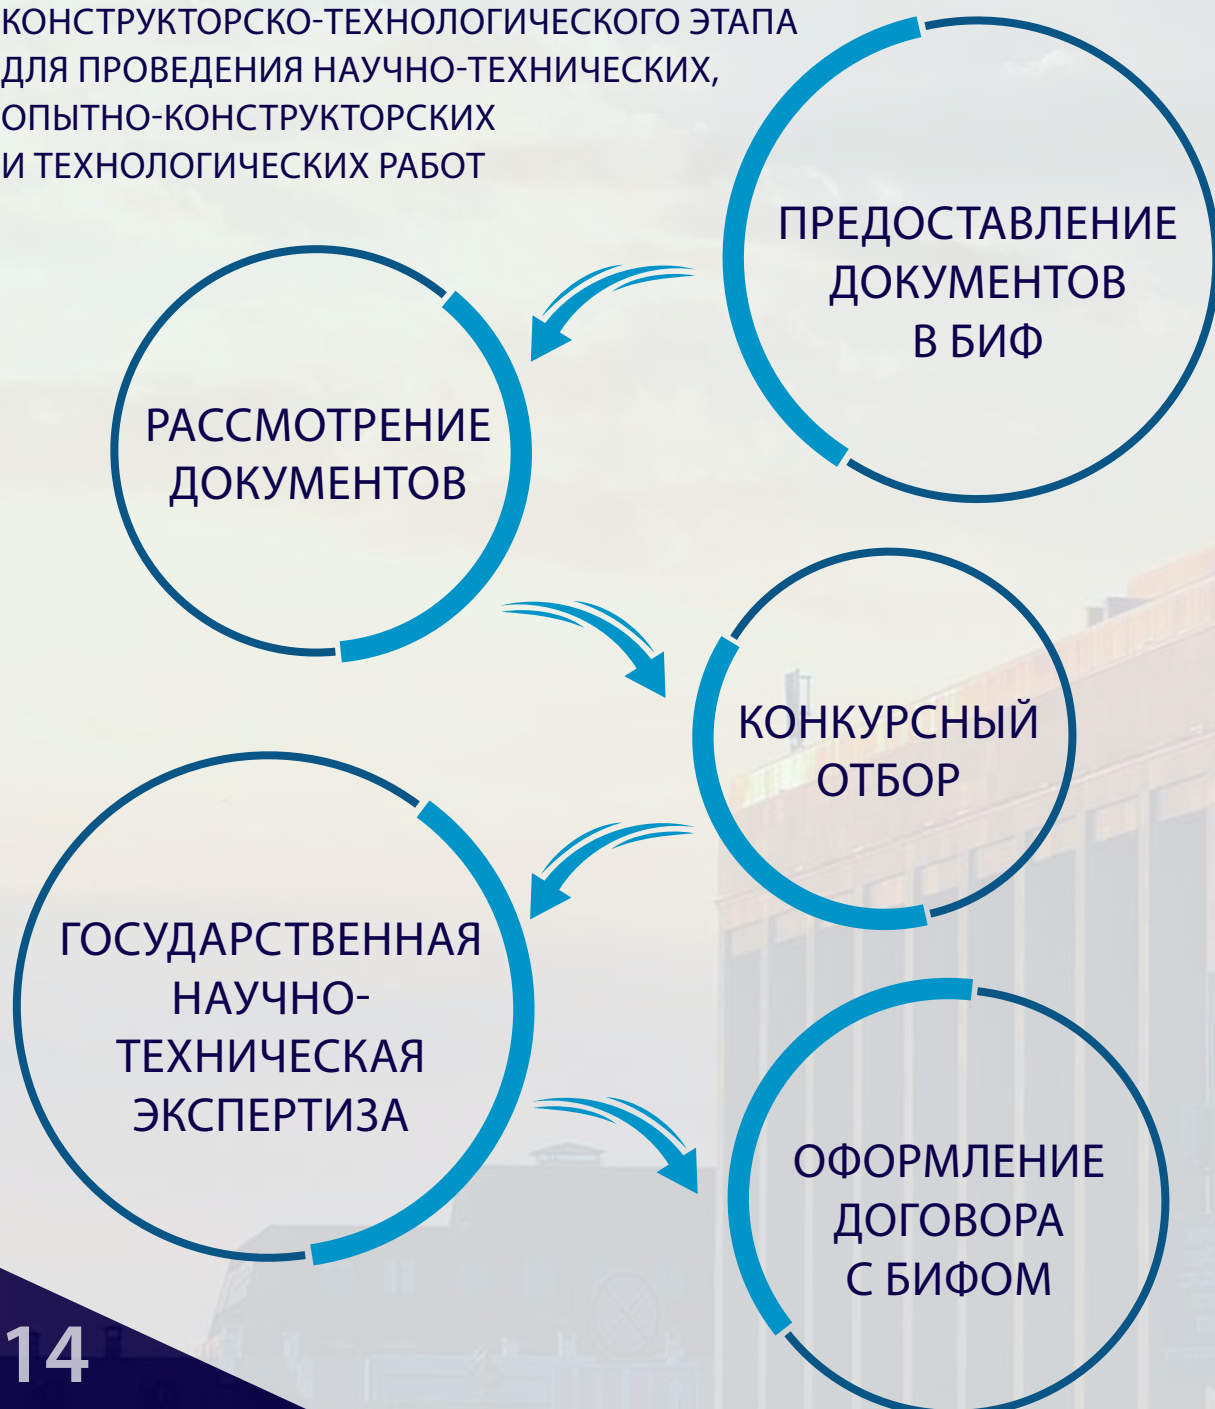 КОНСТРУКТОРСКО-ТЕХНОЛОГИЧЕСКОГО ЭТАПА
ДЛЯ ПРОВЕДЕНИЯ НАУЧНО-ТЕХНИЧЕСКИХ,
ОПЫТНО-КОНСТРУКТОРСКИХ
И ТЕХНОЛОГИЧЕСКИХ РАБОТ
ПРЕДОСТАВЛЕНИЕ
ДОКУМЕНТОВ
В БИФ
РАССМОТРЕНИЕ
ДОКУМЕНТОВ
КОНКУРСНЫЙ
ОТБОР
ГОСУДАРСТВЕННАЯ
НАУЧНО-
ТЕХНИЧЕСКАЯ
ЭКСПЕРТИЗА
ОФОРМЛЕНИЕ
ДОГОВОРА
С БИФОМ
14